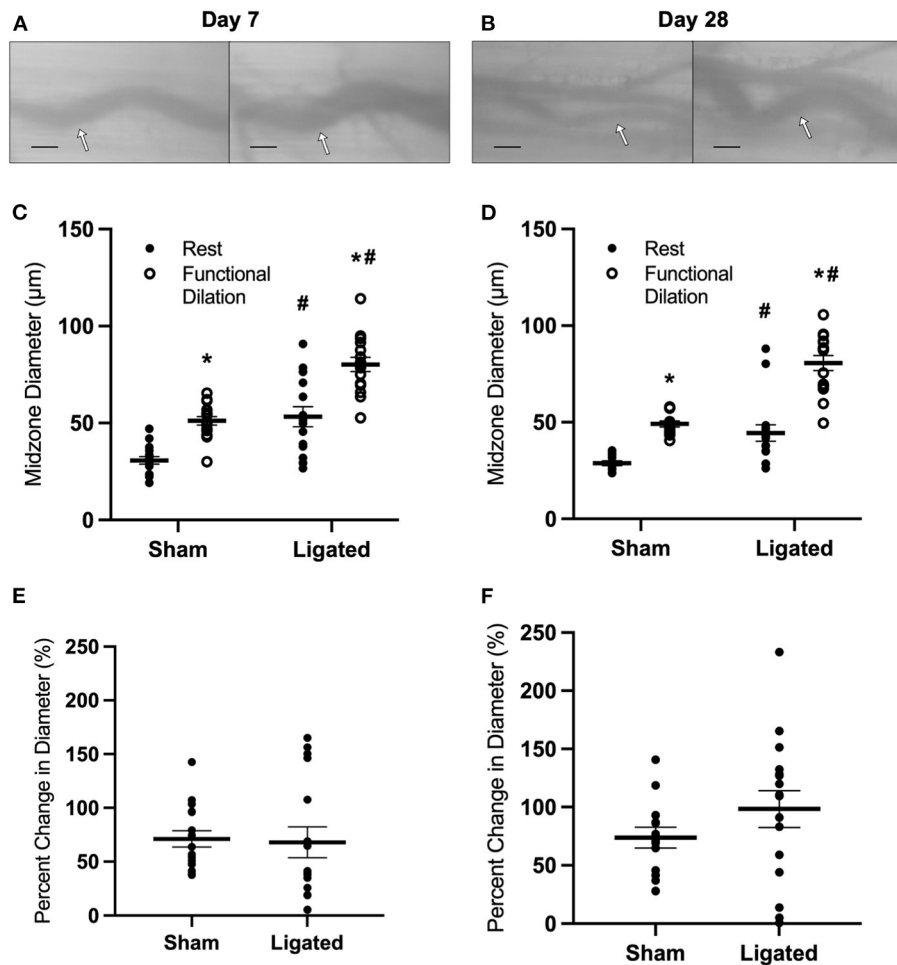 A
Day 7
B
Day 28
C
150
100
50
0
Midzone Diameter (µm)
Rest
Functional
Dilation
*
#
*#
Sham
Ligated
D
150
100
50
0
Midzone Diameter (µm)
Rest
Functional
Dilation
*
#
*#
Sham
Ligated
E
250
200
150
100
50
0
Percent Change in Diameter (%)
Sham
Ligated
F
250
200
150
100
50
0
Percent Change in Diameter (%)
Sham
Ligated